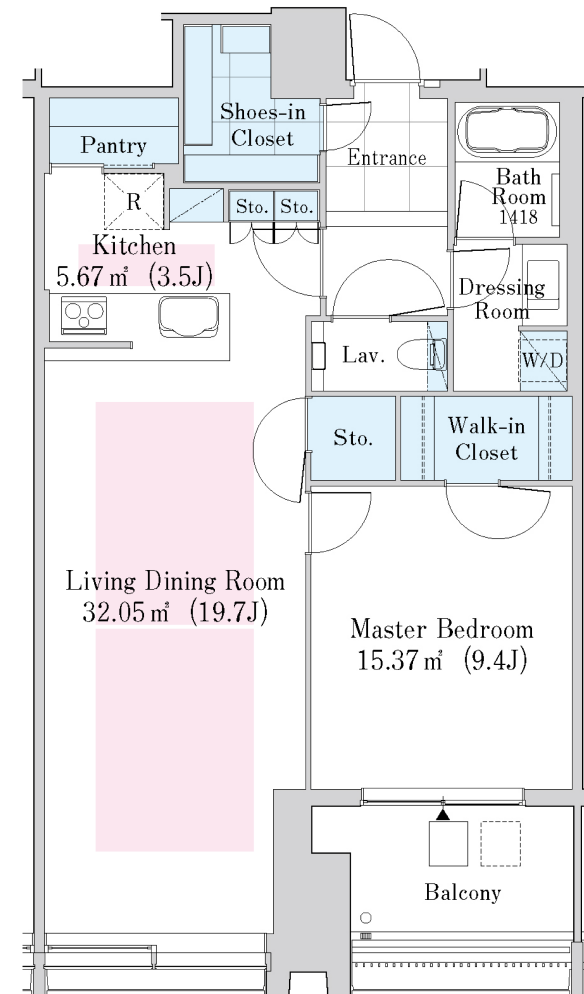 Shoes-in
Closet
Pantry
Entrance
R
Sto.
Sto.
Bath
Room
1418
Kitchen
5.67㎡ (3.5J)
Dressing
Room
Lav.
W/D
Sto.
Walk-in
Closet
Living Dining Room
32.05㎡ (19.7J)
Master Bedroom
15.37㎡ (9.4J)
Balcony